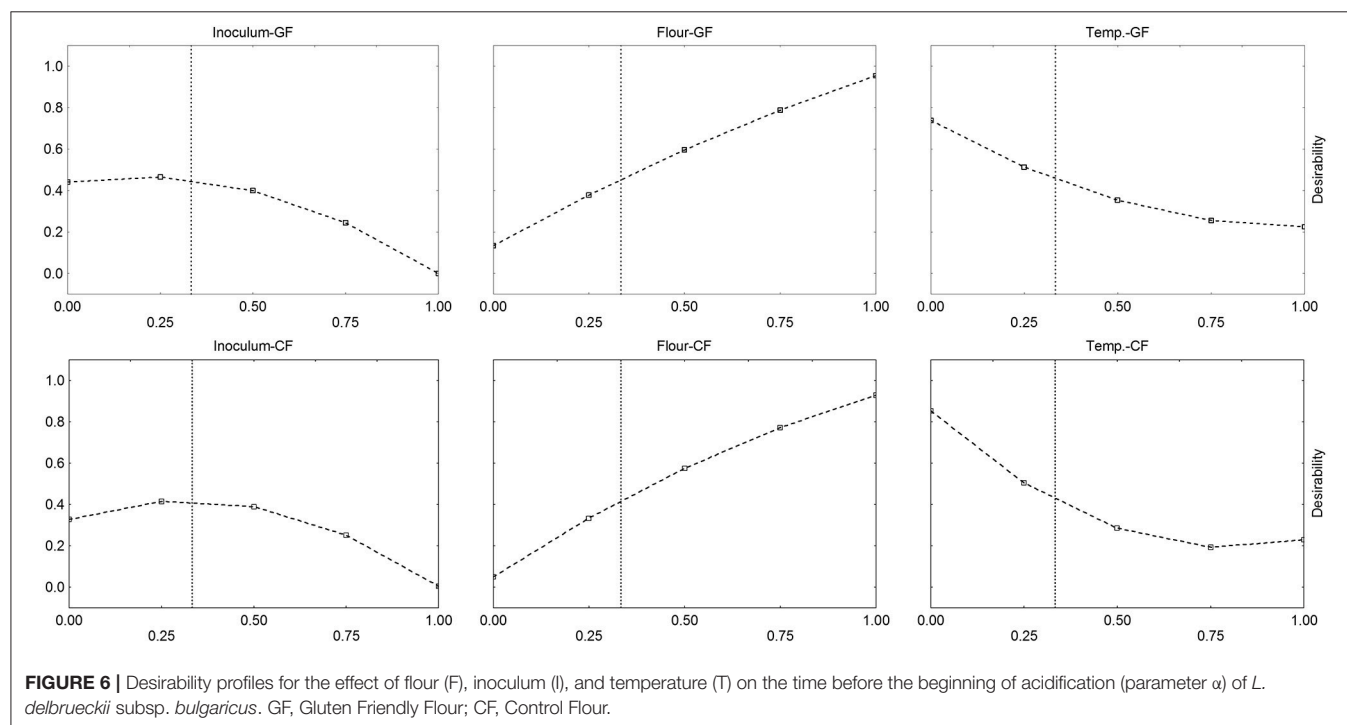 Inoculum-GF Flour-GF Temp.-GF
1.0
0.8
0.6
0.4
0.2
0.0
Desirability
0.00 0.50 1.00 0.00 0.50 1.00 0.00 0.50 1.00
0.25 0.75 0.25 0.75 0.25 0.75
Inoculum-CF Flour-CF Temp.-CF
1.0
0.8
0.6
0.4
0.2
0.0
Desirability
0.00 0.50 1.00 0.00 0.50 1.00 0.00 0.50 1.00
0.25 0.75 0.25 0.75 0.25 0.75
FIGURE 6 | Desirability profiles for the effect of flour (F), inoculum (I), and temperature (T) on the time before the beginning of acidification (parameter α) of L.
delbrueckii subsp. bulgaricus. GF, Gluten Friendly Flour; CF, Control Flour.